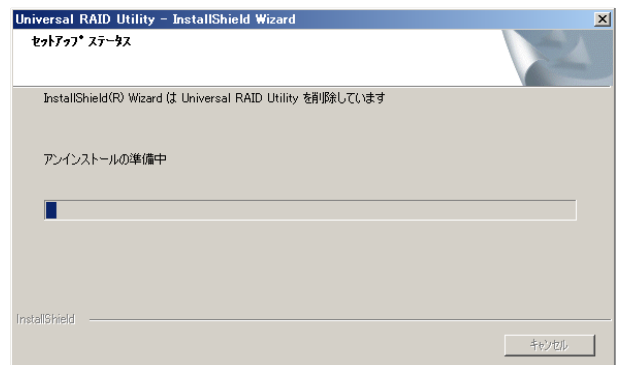 Universal RAID Utility - InstallShield Wizard
ｾｯﾄｱｯﾌﾟ ｽﾃｰﾀｽ
InstallShield(R) Wizard は Universal RAID Utility を削除しています
アンインストールの準備中
InstallShield
ｷｬﾝｾﾙ